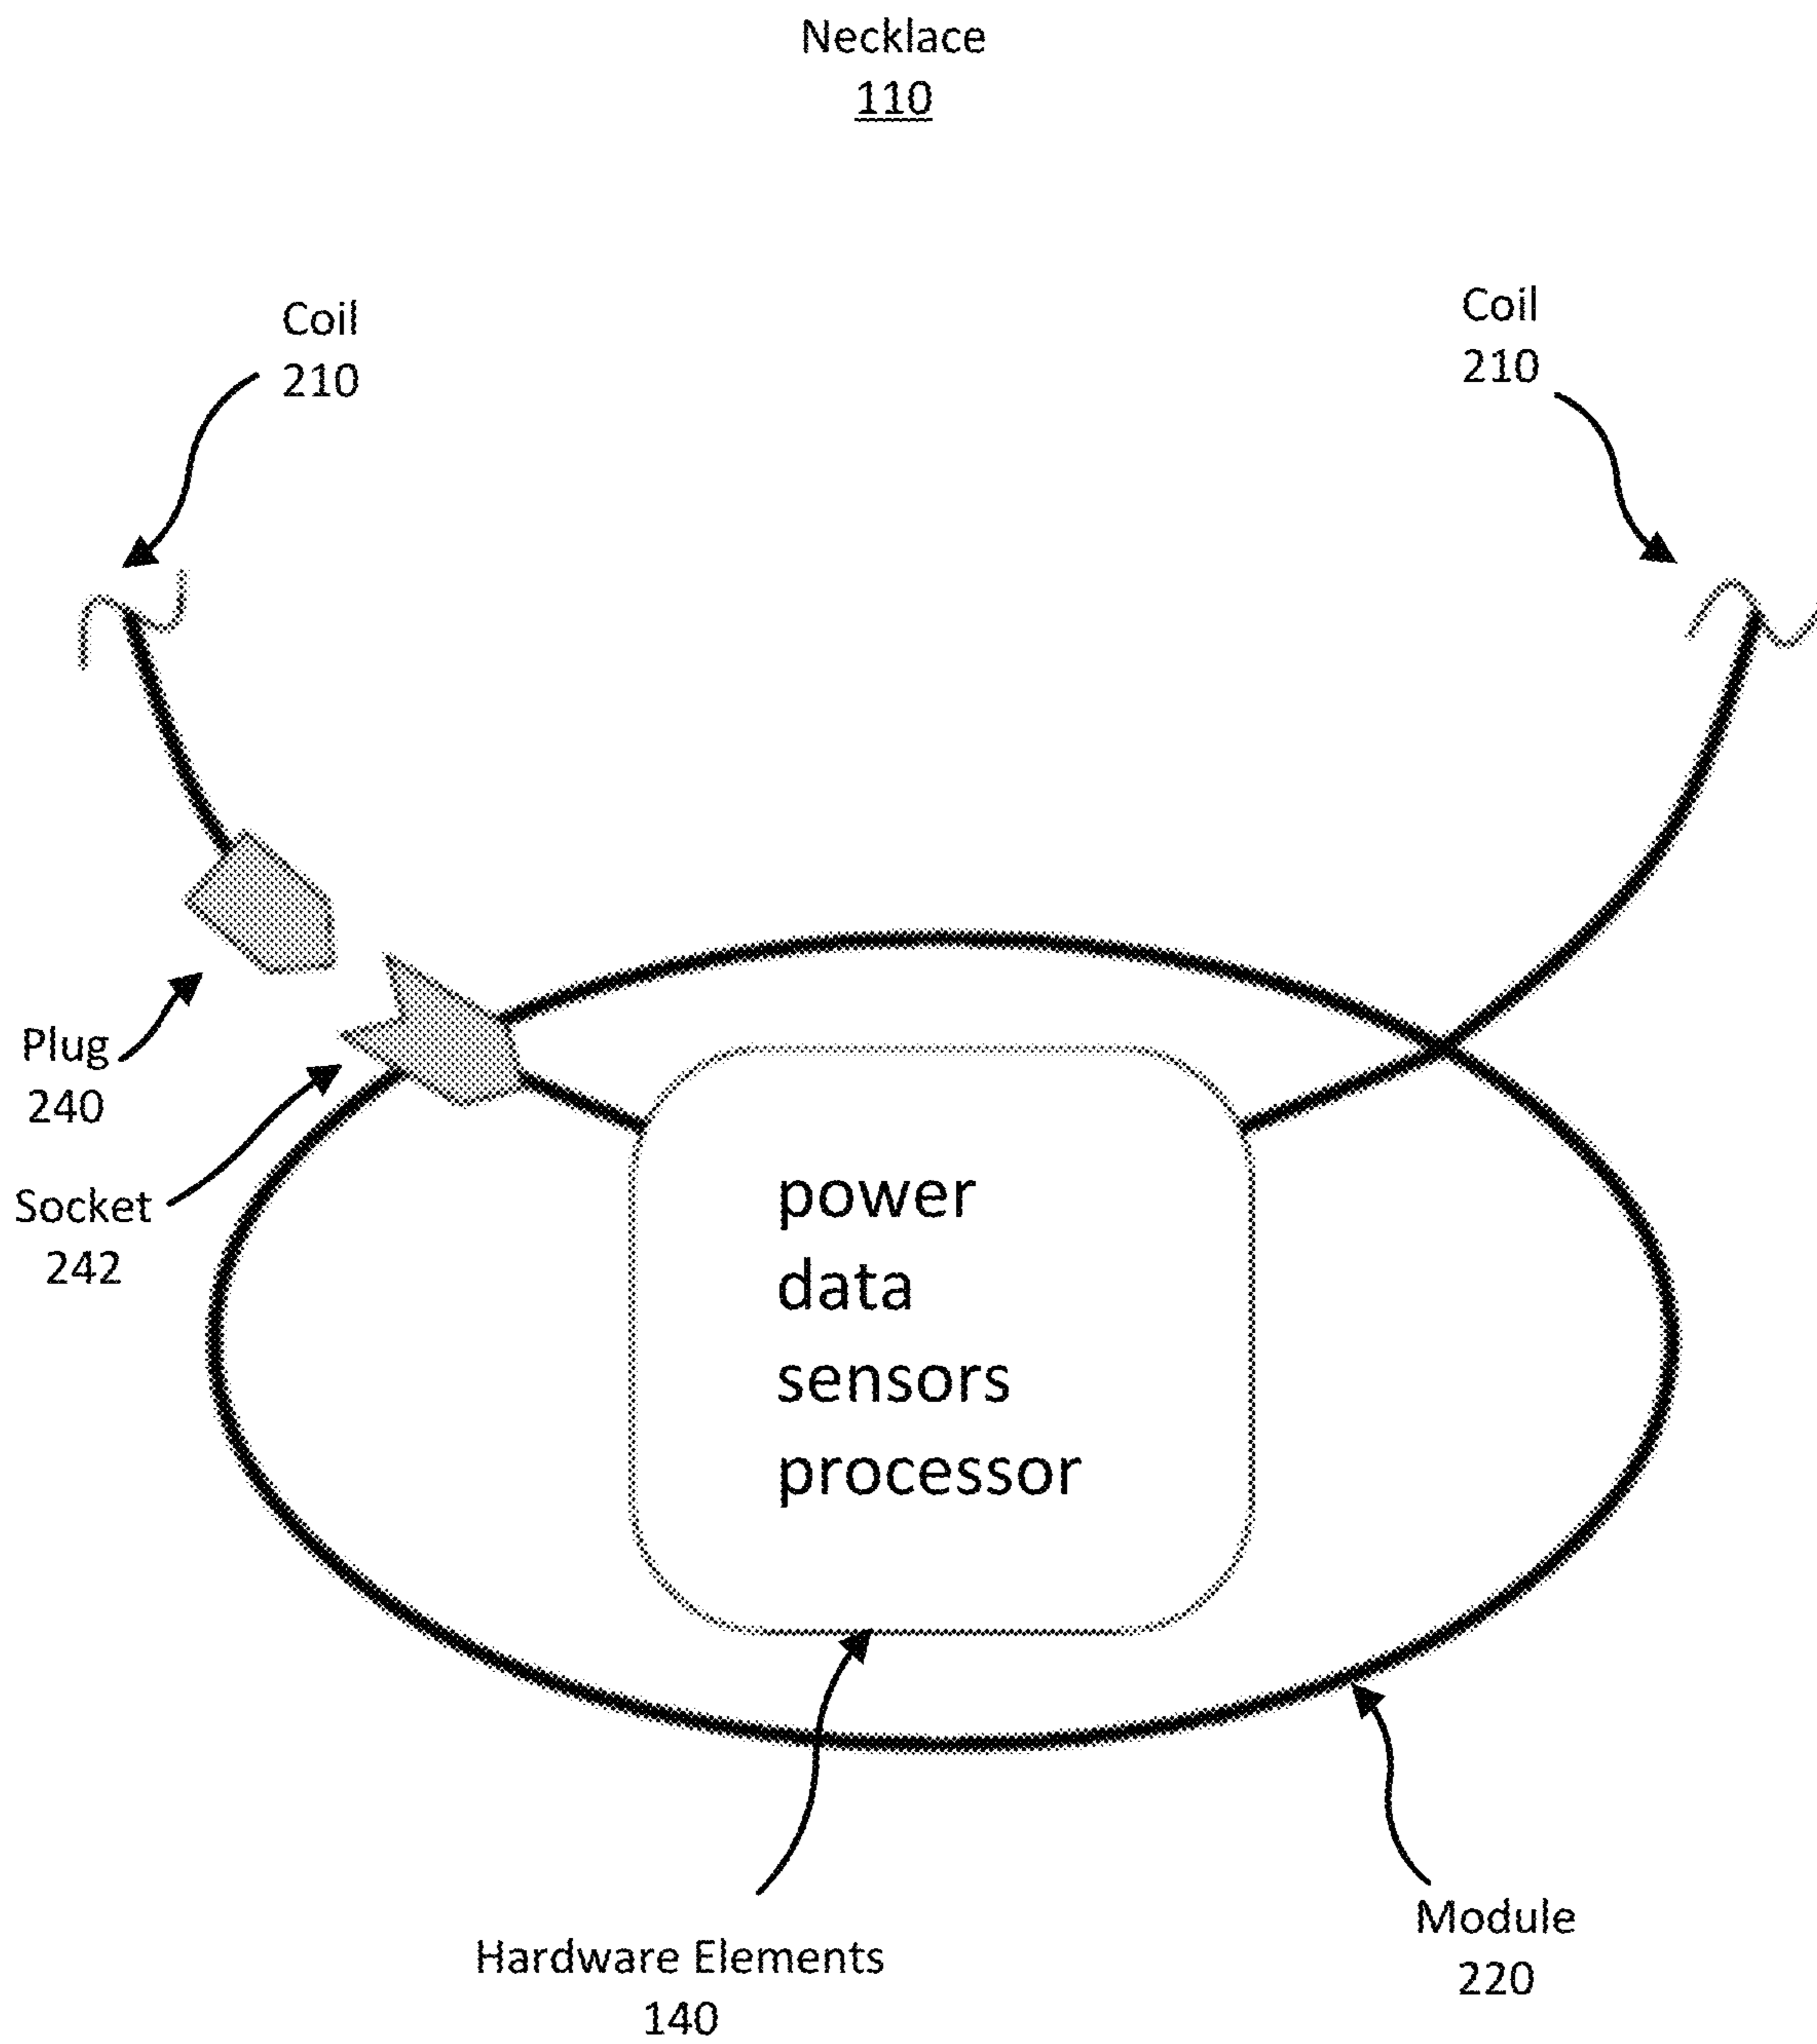 Necklace
110
Coil
210
Coil
210
Plug
240
Socket
242
power
data
sensors
processor
Hardware Elements
140
Module
220